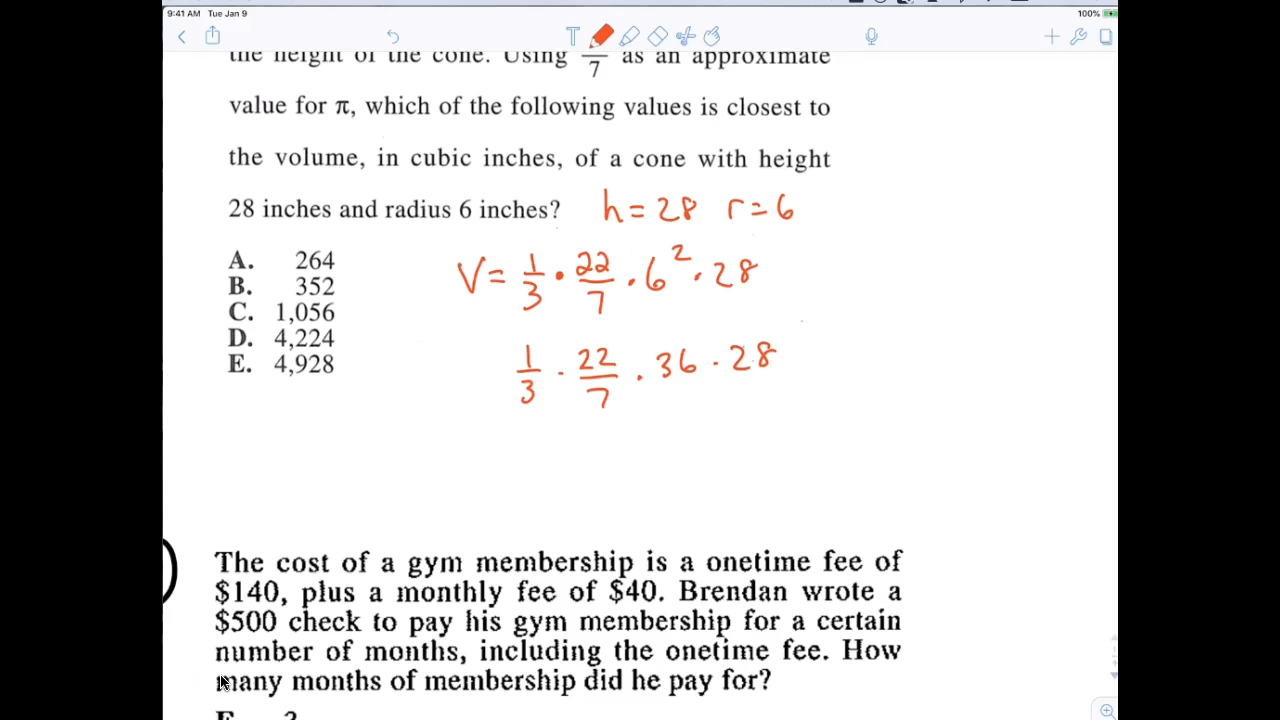 9:41 AM Tue Jan 9
100%
T
the height of the cone. Using 7 as an approximate
value for π, which of the following values is closest to
the volume, in cubic inches, of a cone with height
28 inches and radius 6 inches? h = 28 r = 6
A. 264
B. 352
C. 1,056
D. 4,224
E. 4,928
V = 1/3 · 22/7 · 6² · 28
1/3 · 22/7 · 36 · 28
The cost of a gym membership is a onetime fee of
$140, plus a monthly fee of $40. Brendan wrote a
$500 check to pay his gym membership for a certain
number of months, including the onetime fee. How
many months of membership did he pay for?